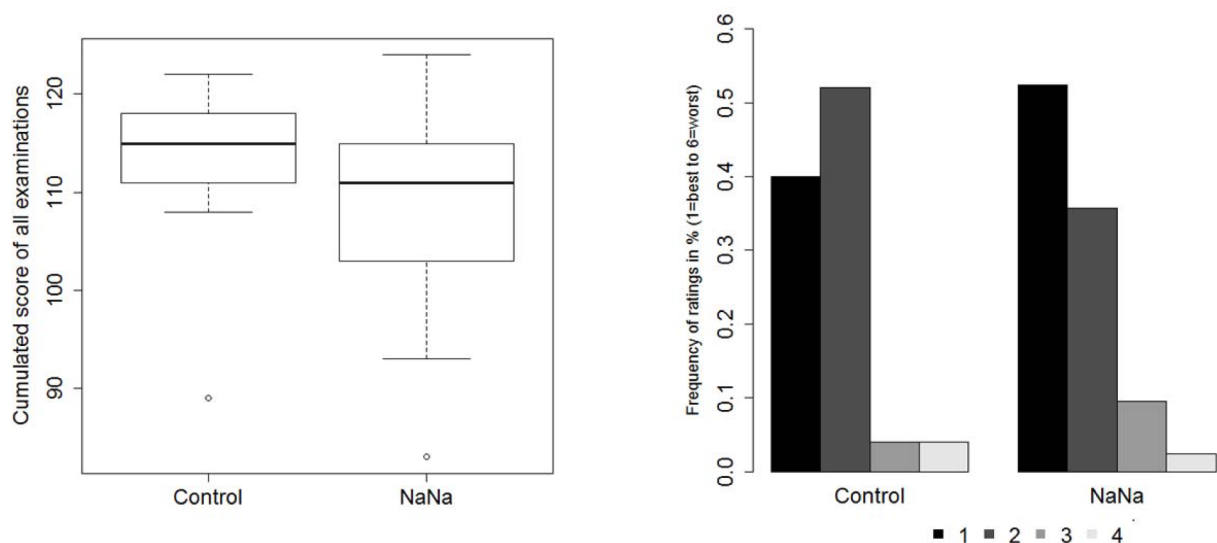 Cumulated score of all examinations
120
110
100
90
Control
NaNa
Frequency of ratings in % (1=best to 6=worst)
0.6
0.5
0.4
0.3
0.2
0.1
0.0
Control
NaNa
1 2 3 4